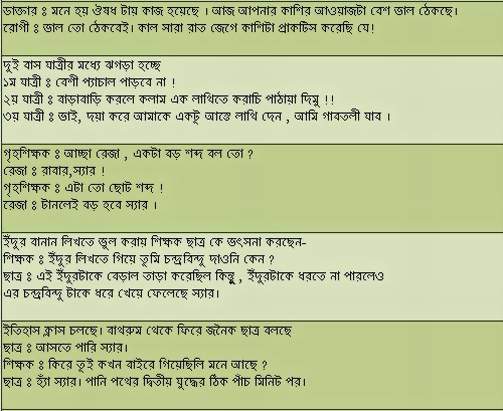 ডাক্তার ঃ মনে হয় ঔষধ টায় কাজ হয়েছে । আজ আপনার কাশির আওয়াজটা বেশ ভাল ঠেকছে।
রোগী ঃ ভাল তো ঠেকবেই। কাল সারা রাত জেগে কাশিটা প্রাকটিস করেছি যে!
দুই বাস যাত্রীর মধ্যে ঝগড়া হচ্ছে
১ম যাত্রী ঃ বেশী প্যাচাল পাড়বে না !
২য় যাত্রী ঃ বাড়াবাড়ি করলে কলাম এক লাথিতে করাচি পাঠায়া দিমু !!
৩য় যাত্রী ঃ ভাই, দয়া করে আমাকে একটু আস্তে লাথি দেন , আমি গাবতলী যাব ।
গৃহশিক্ষক ঃ আচ্ছা রেজা , একটা বড় শব্দ বল তো ?
রেজা ঃ রাবার,স্যার !
গৃহশিক্ষক ঃ এটা তো ছোট শব্দ !
রেজা ঃ টানলেই বড় হবে স্যার ।
ইঁদুর বানান লিখতে ভুল করায় শিক্ষক ছাত্র কে ভৎসনা করছেন-
শিক্ষক ঃ ইঁদুর লিখতে গিয়ে তুমি চন্দ্রবিন্দু দাওনি কেন ?
ছাত্র ঃ এই ইঁদুরটাকে বেড়াল তাড়া করেছিল কিন্তু , ইঁদুরটাকে ধরতে না পারলেও
এর চন্দ্রবিন্দু টাকে ধরে খেয়ে ফেলেছে স্যার।
ইতিহাস ক্লাস চলছে। বাথরুম থেকে ফিরে জনৈক ছাত্র বলছে
ছাত্র ঃ আসতে পারি স্যার।
শিক্ষক ঃ কিরে তুই কখন বাইরে গিয়েছিলি মনে আছে ?
ছাত্র ঃ হ্যাঁ স্যার। পানি পথের দ্বিতীয় যুদ্ধের ঠিক পাঁচ মিনিট পর।